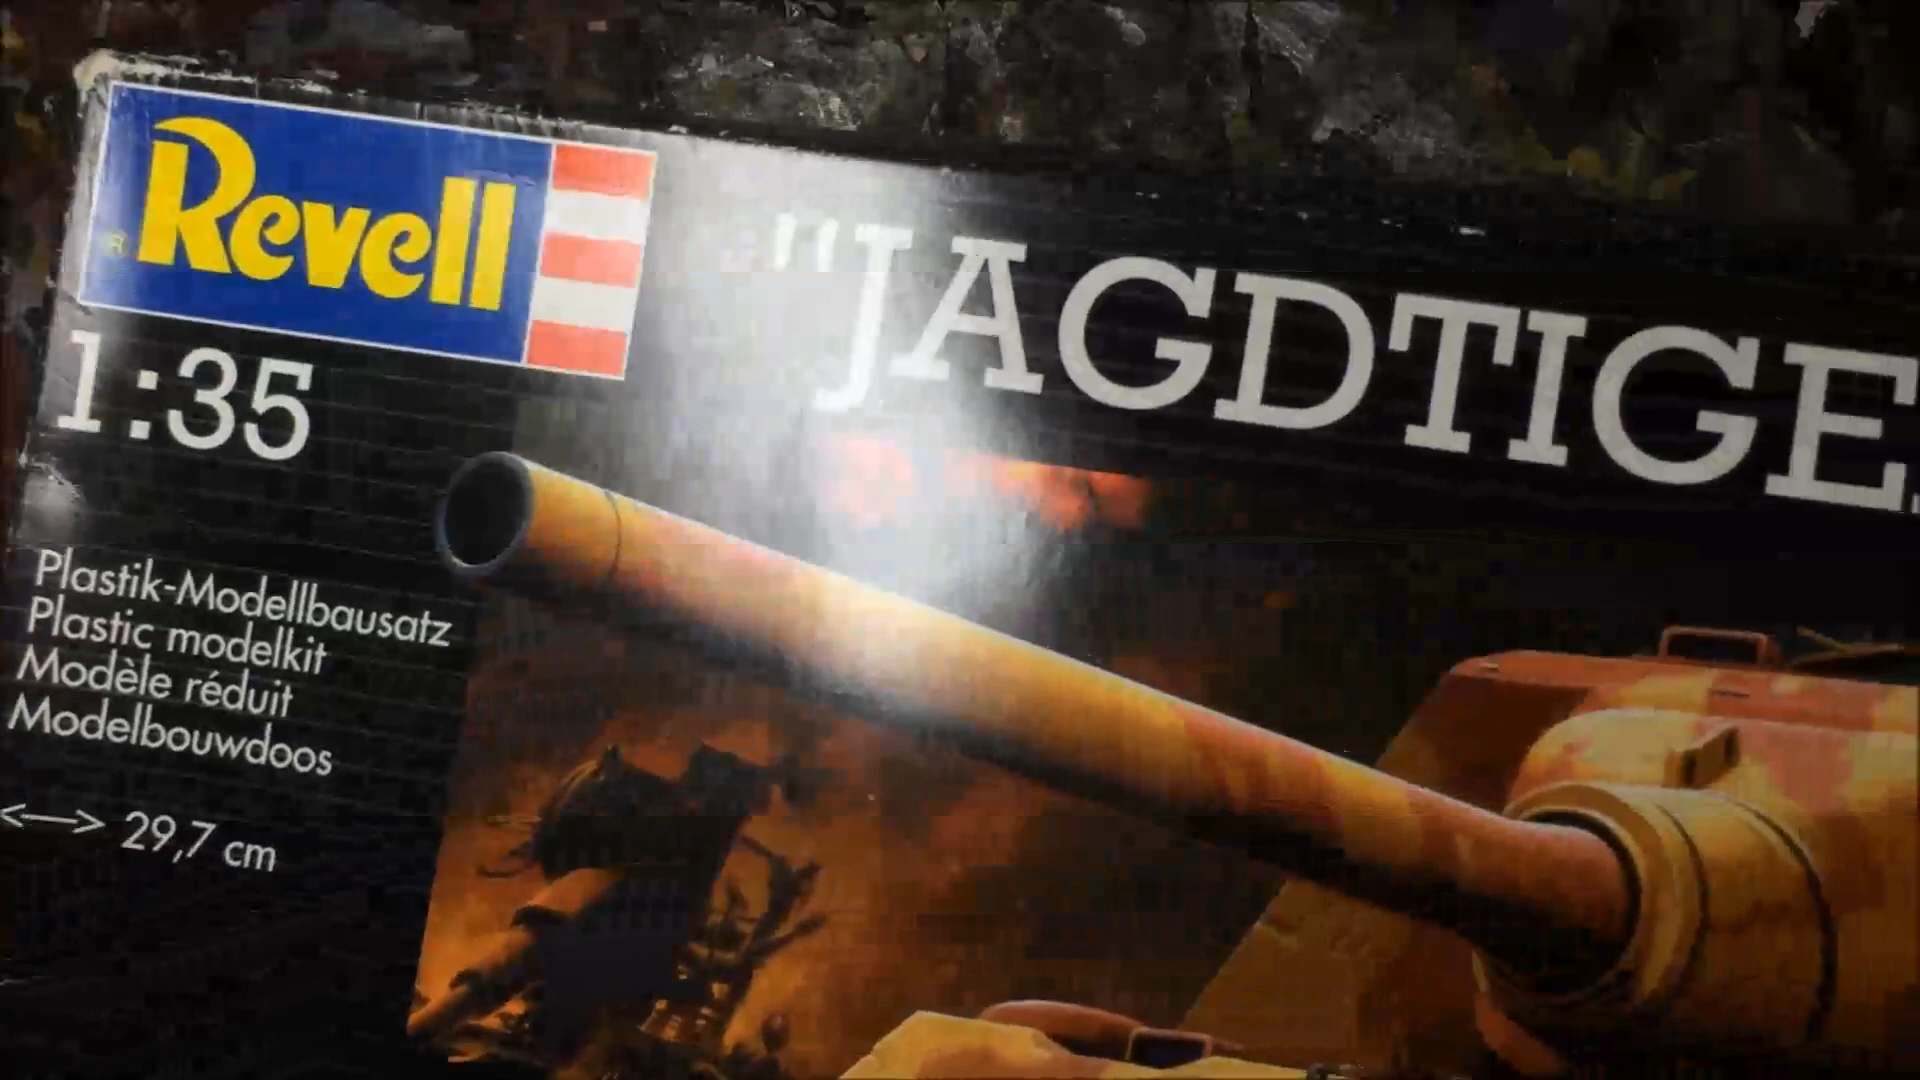 ® Revell
"JAGDTIGE
1:35
Plastik-Modellbausatz
Plastic modelkit
Modèle réduit
Modelbouwdoos
<—> 29,7 cm